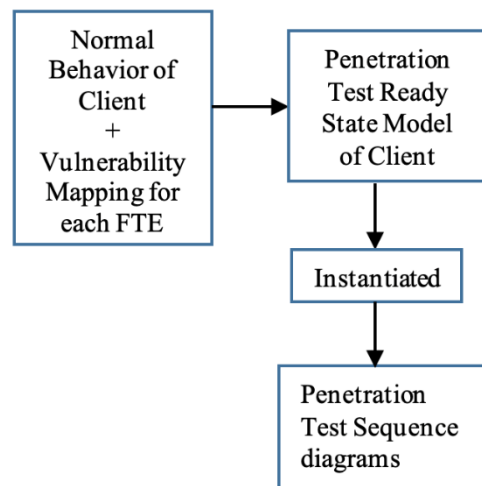 Normal
Behavior of
Client
+
Vulnerability
Mapping for
each FTE
Penetration
Test Ready
State Model
of Client
Instantiated
Penetration
Test Sequence
diagrams